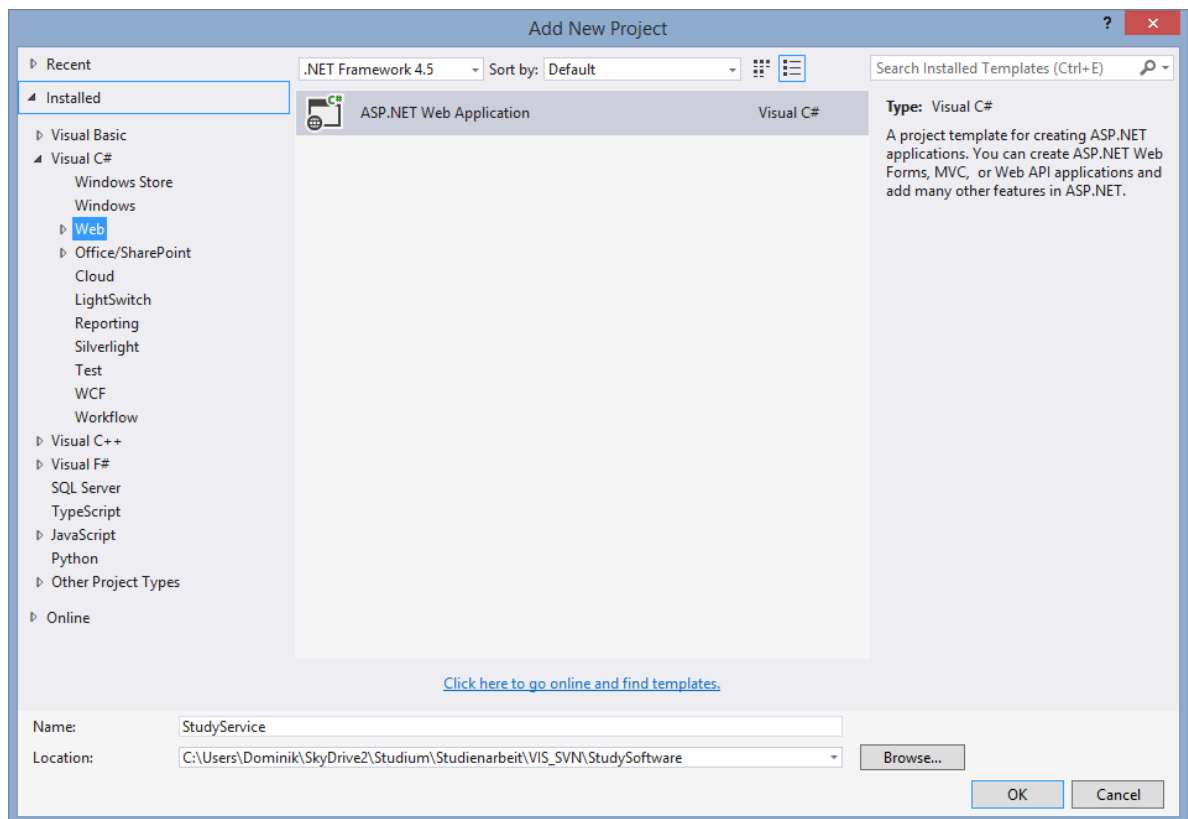 Add New Project
?
Recent
Installed
Visual Basic
Visual C#
Windows Store
Windows
Web
Office/SharePoint
Cloud
LightSwitch
Reporting
Silverlight
Test
WCF
Workflow
Visual C++
Visual F#
SQL Server
TypeScript
JavaScript
Python
Other Project Types
Online
.NET Framework 4.5
Sort by: Default
C#
ASP.NET Web Application Visual C#
Click here to go online and find templates.
Search Installed Templates (Ctrl+E)
Type: Visual C#
A project template for creating ASP.NET
applications. You can create ASP.NET Web
Forms, MVC, or Web API applications and
add many other features in ASP.NET.
Name: StudyService
Location: C:\Users\Dominik\SkyDrive2\Studium\Studienarbeit\VIS_SVN\StudySoftware
Browse...
OK Cancel